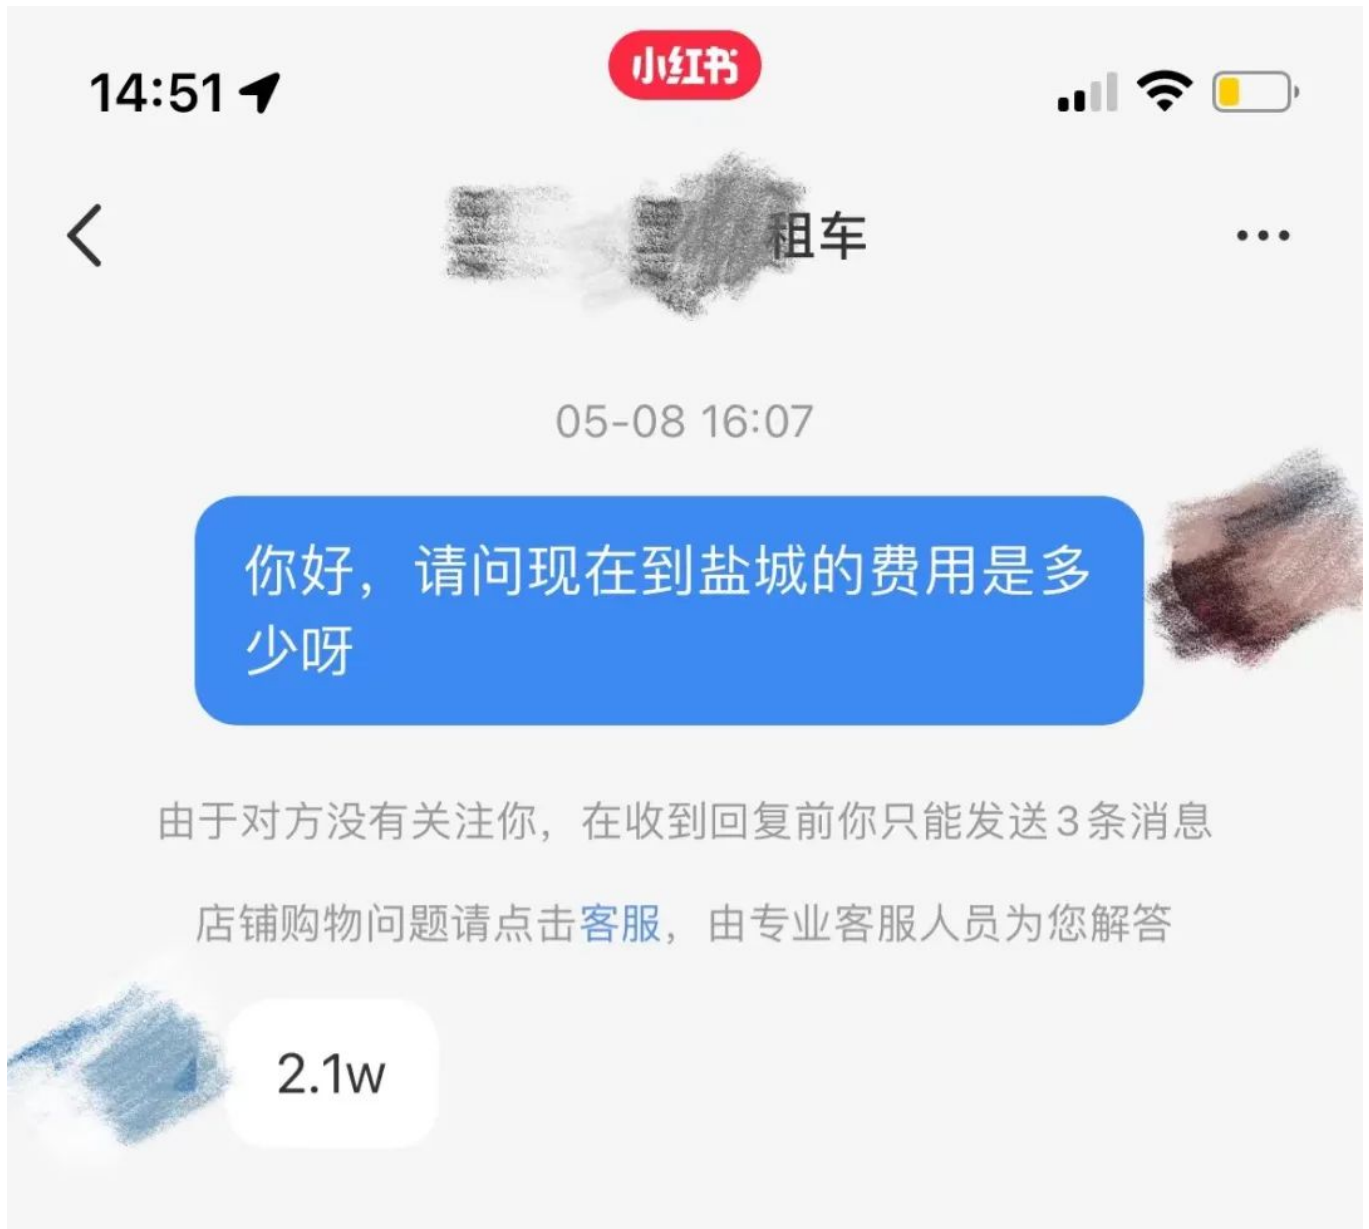 小红书
14:51
租车
05-08 16:07
你好，请问现在到盐城的费用是多
少呀
由于对方没有关注你，在收到回复前你只能发送3条消息
店铺购物问题请点击客服，由专业客服人员为您解答
2.1w